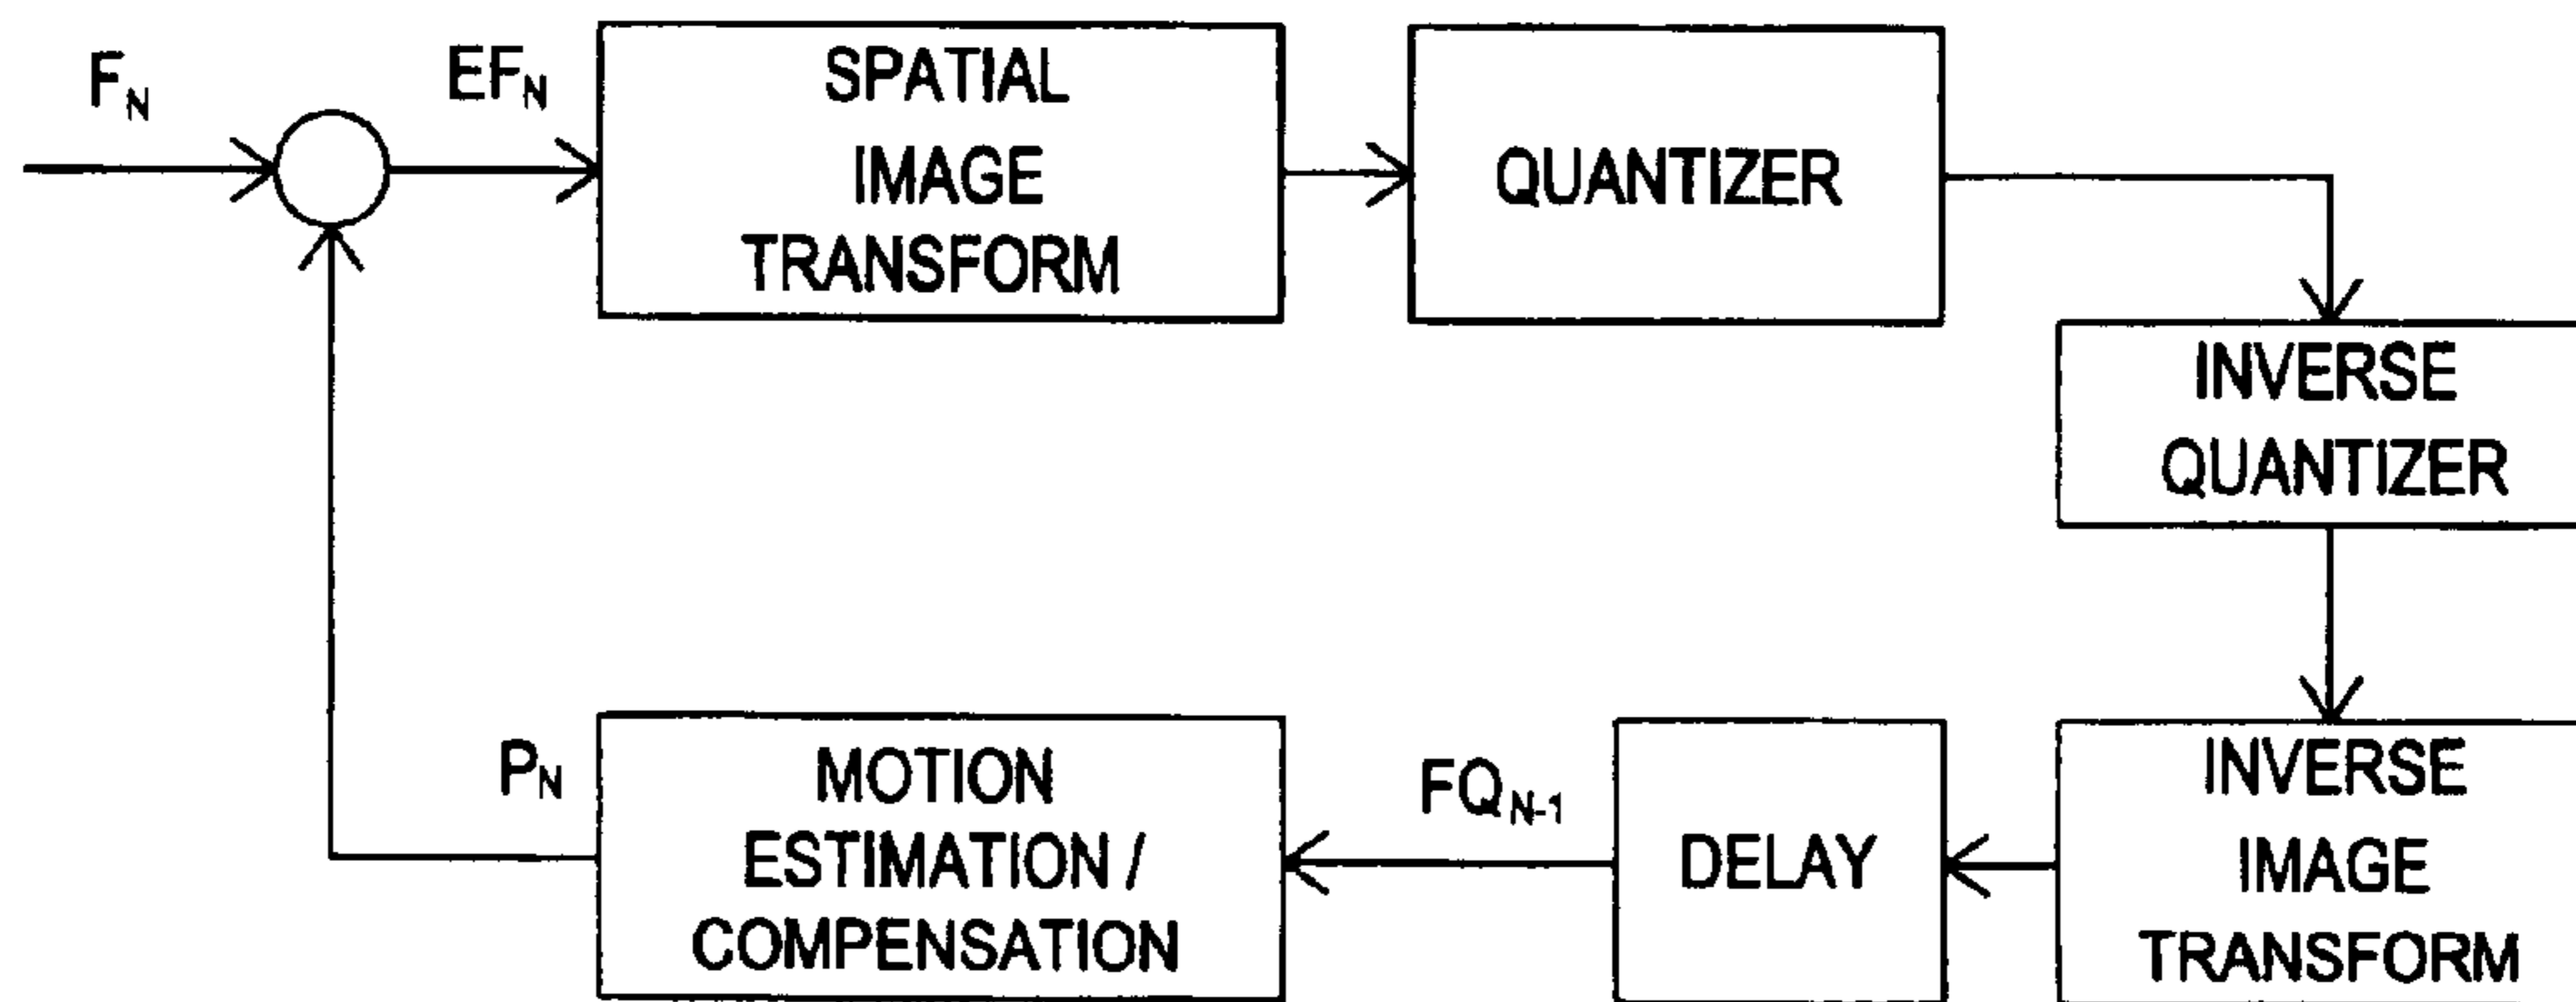 F_N
EF_N
SPATIAL
IMAGE
TRANSFORM
QUANTIZER
INVERSE
QUANTIZER
INVERSE
IMAGE
TRANSFORM
DELAY
FQ_N-1
MOTION
ESTIMATION /
COMPENSATION
P_N